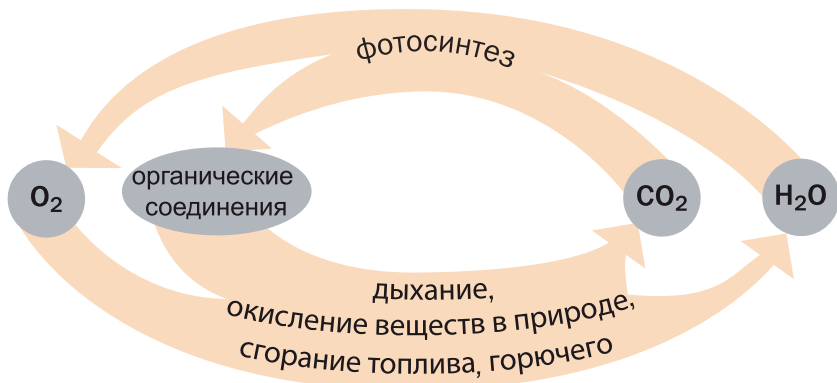 фотосинтез
O₂
органические
соединения
CO₂
H₂O
дыхание,
окисление веществ в природе,
сгорание топлива, горючего